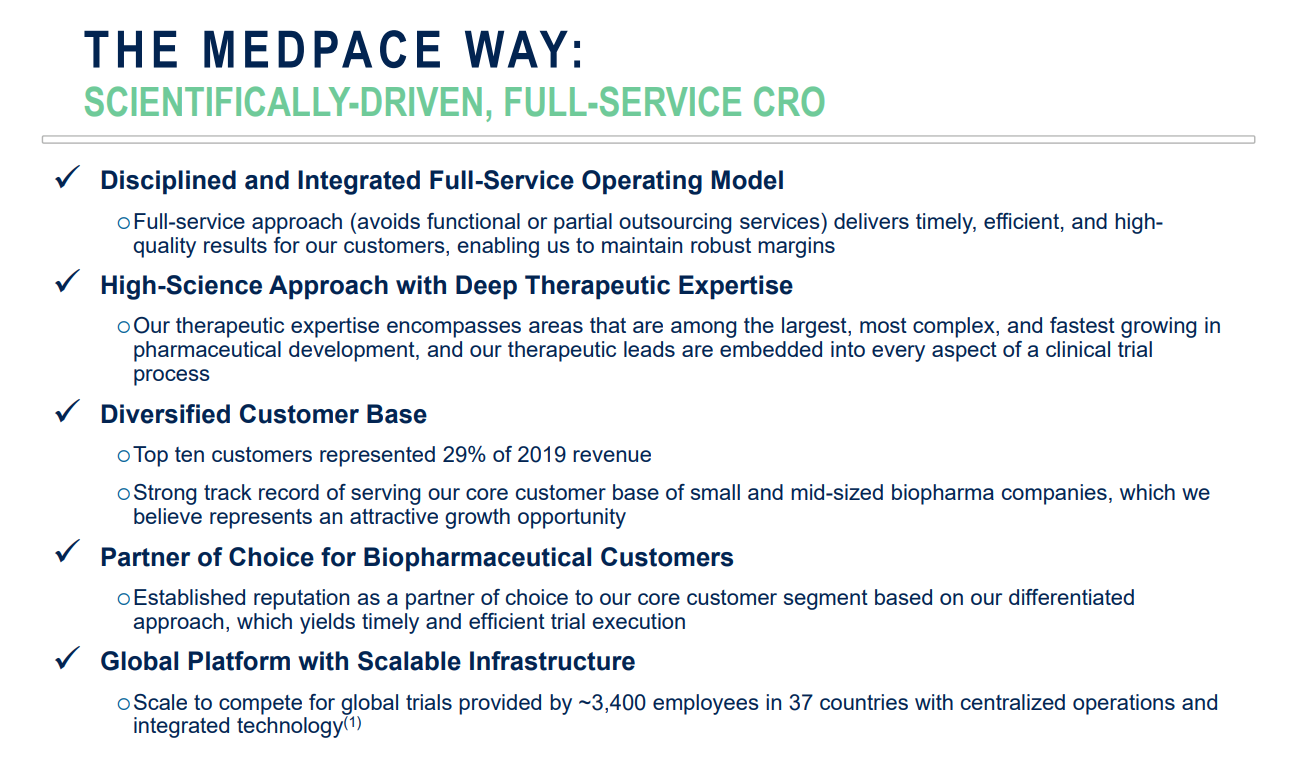 THE MEDPACE WAY:
SCIENTIFICALLY-DRIVEN, FULL-SERVICE CRO
✓ Disciplined and Integrated Full-Service Operating Model
○Full-service approach (avoids functional or partial outsourcing services) delivers timely, efficient, and high-
quality results for our customers, enabling us to maintain robust margins
✓ High-Science Approach with Deep Therapeutic Expertise
○Our therapeutic expertise encompasses areas that are among the largest, most complex, and fastest growing in
pharmaceutical development, and our therapeutic leads are embedded into every aspect of a clinical trial
process
✓ Diversified Customer Base
○Top ten customers represented 29% of 2019 revenue
○Strong track record of serving our core customer base of small and mid-sized biopharma companies, which we
believe represents an attractive growth opportunity
✓ Partner of Choice for Biopharmaceutical Customers
○Established reputation as a partner of choice to our core customer segment based on our differentiated
approach, which yields timely and efficient trial execution
✓ Global Platform with Scalable Infrastructure
○Scale to compete for global trials provided by ~3,400 employees in 37 countries with centralized operations and
integrated technology(1)